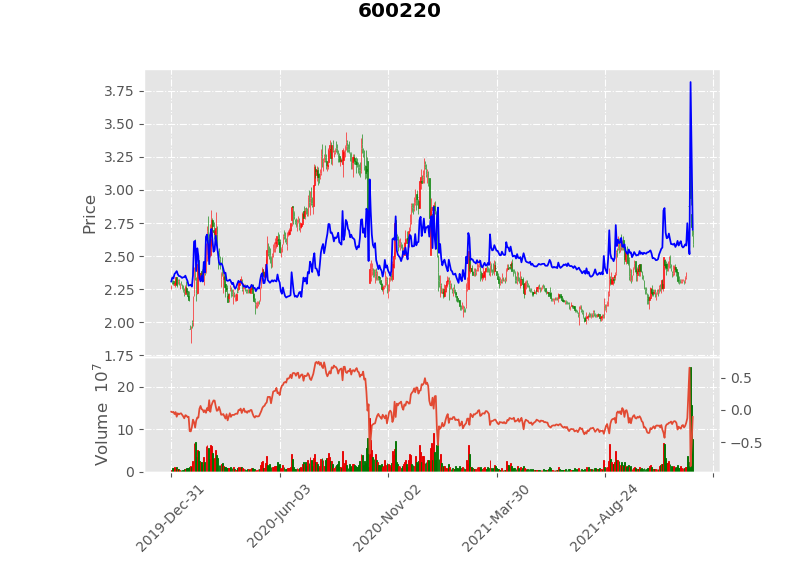 600220
Price
3.75
3.50
3.25
3.00
2.75
2.50
2.25
2.00
1.75
Volume 10^7
20
10
0
0.5
0.0
−0.5
2019-Dec-31
2020-Jun-03
2020-Nov-02
2021-Mar-30
2021-Aug-24